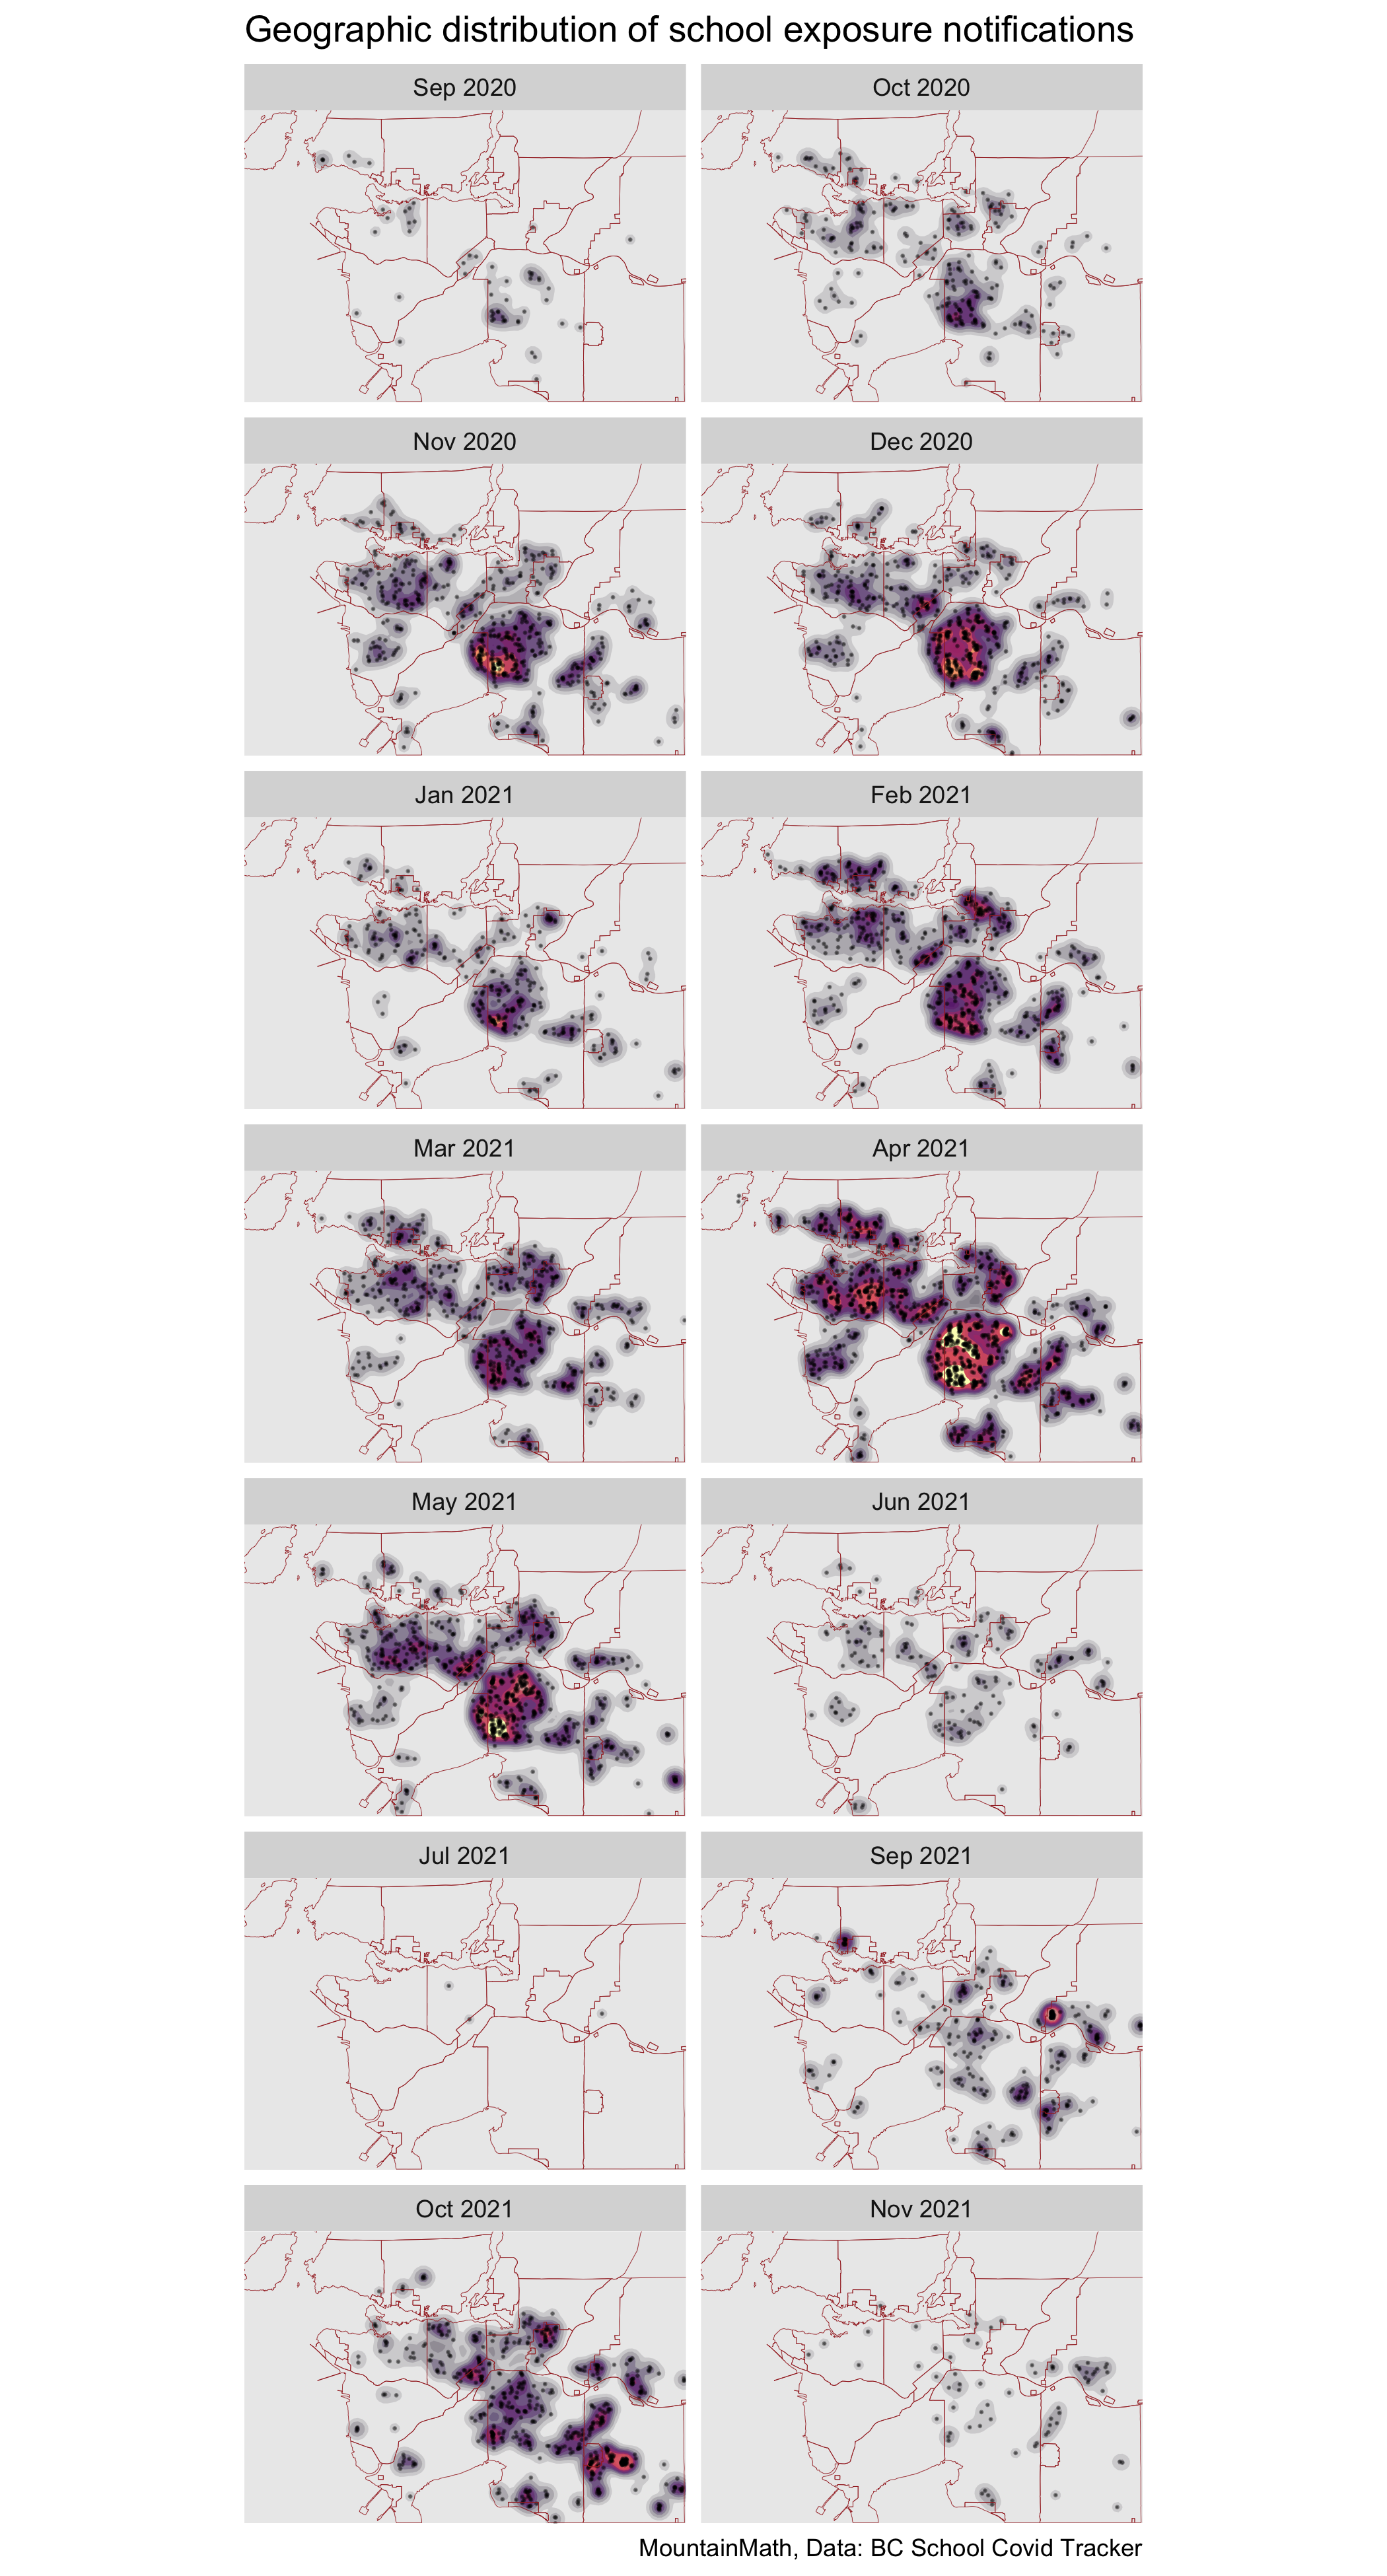 Geographic distribution of school exposure notifications
Sep 2020
Oct 2020
Nov 2020
Dec 2020
Jan 2021
Feb 2021
Mar 2021
Apr 2021
May 2021
Jun 2021
Jul 2021
Sep 2021
Oct 2021
Nov 2021
MountainMath, Data: BC School Covid Tracker